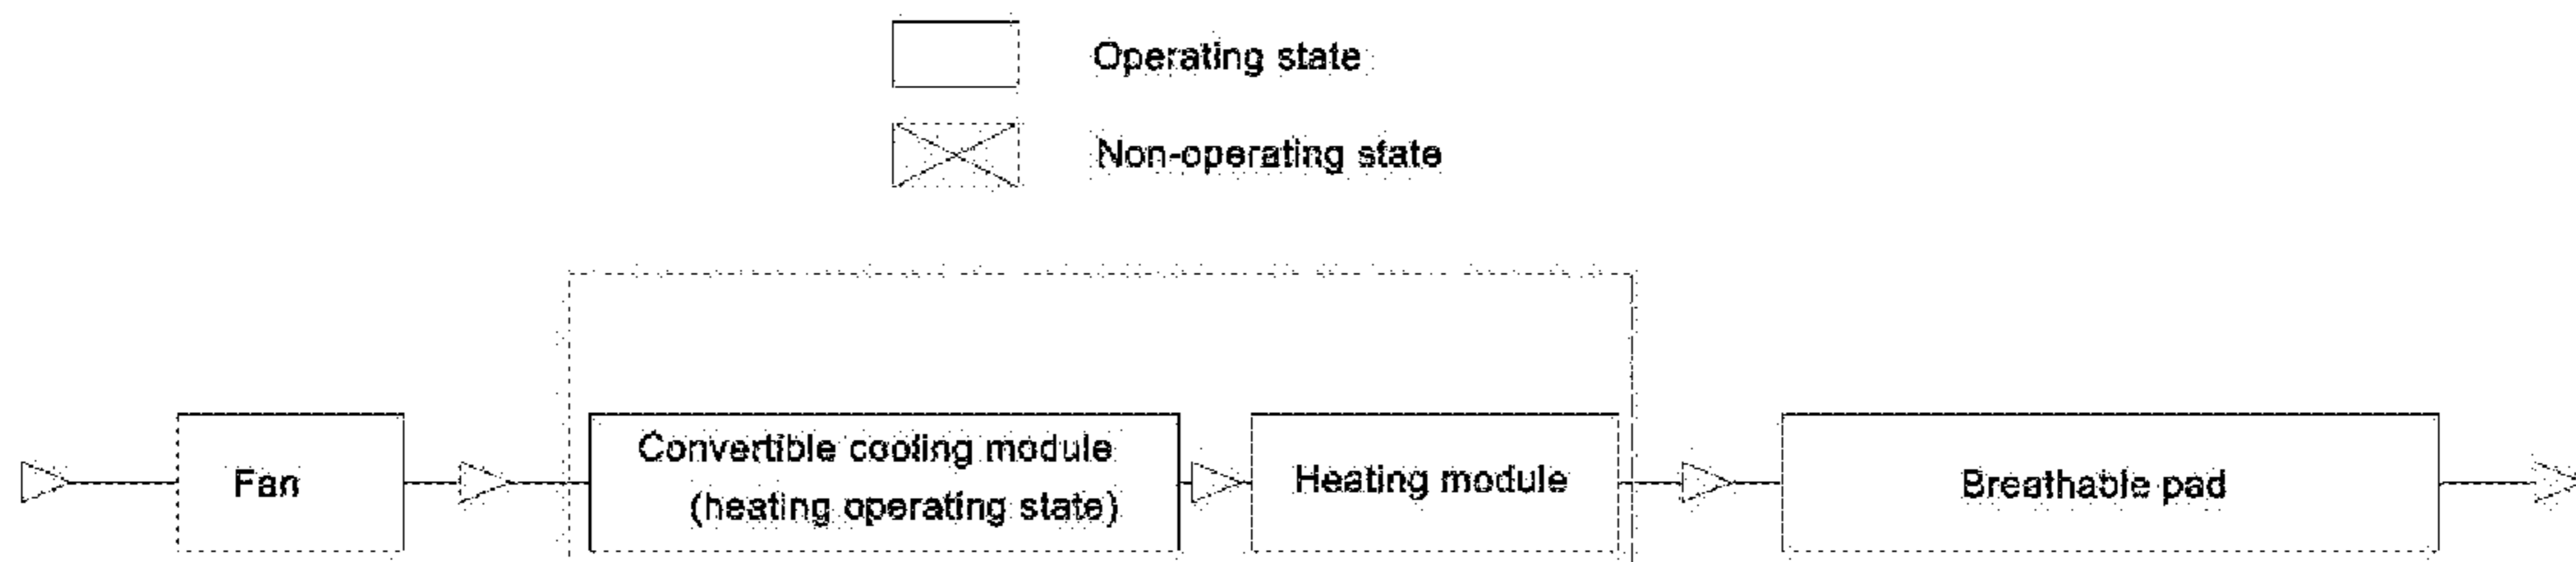 Operating state
Non-operating state
Fan
Convertible cooling module
(heating operating state)
Heating module
Breathable pad